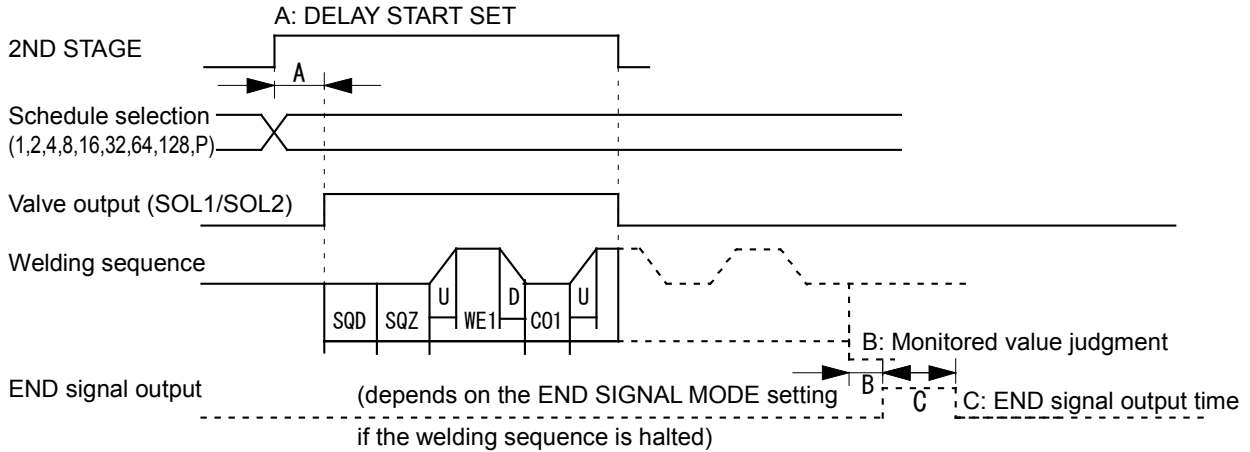 A: DELAY START SET
2ND STAGE
A
Schedule selection
(1,2,4,8,16,32,64,128,P)
Valve output (SOL1/SOL2)
Welding sequence
U D U
SQD SQZ WE1 CO1
B: Monitored value judgment
END signal output
(depends on the END SIGNAL MODE setting
B C C: END signal output time
if the welding sequence is halted)